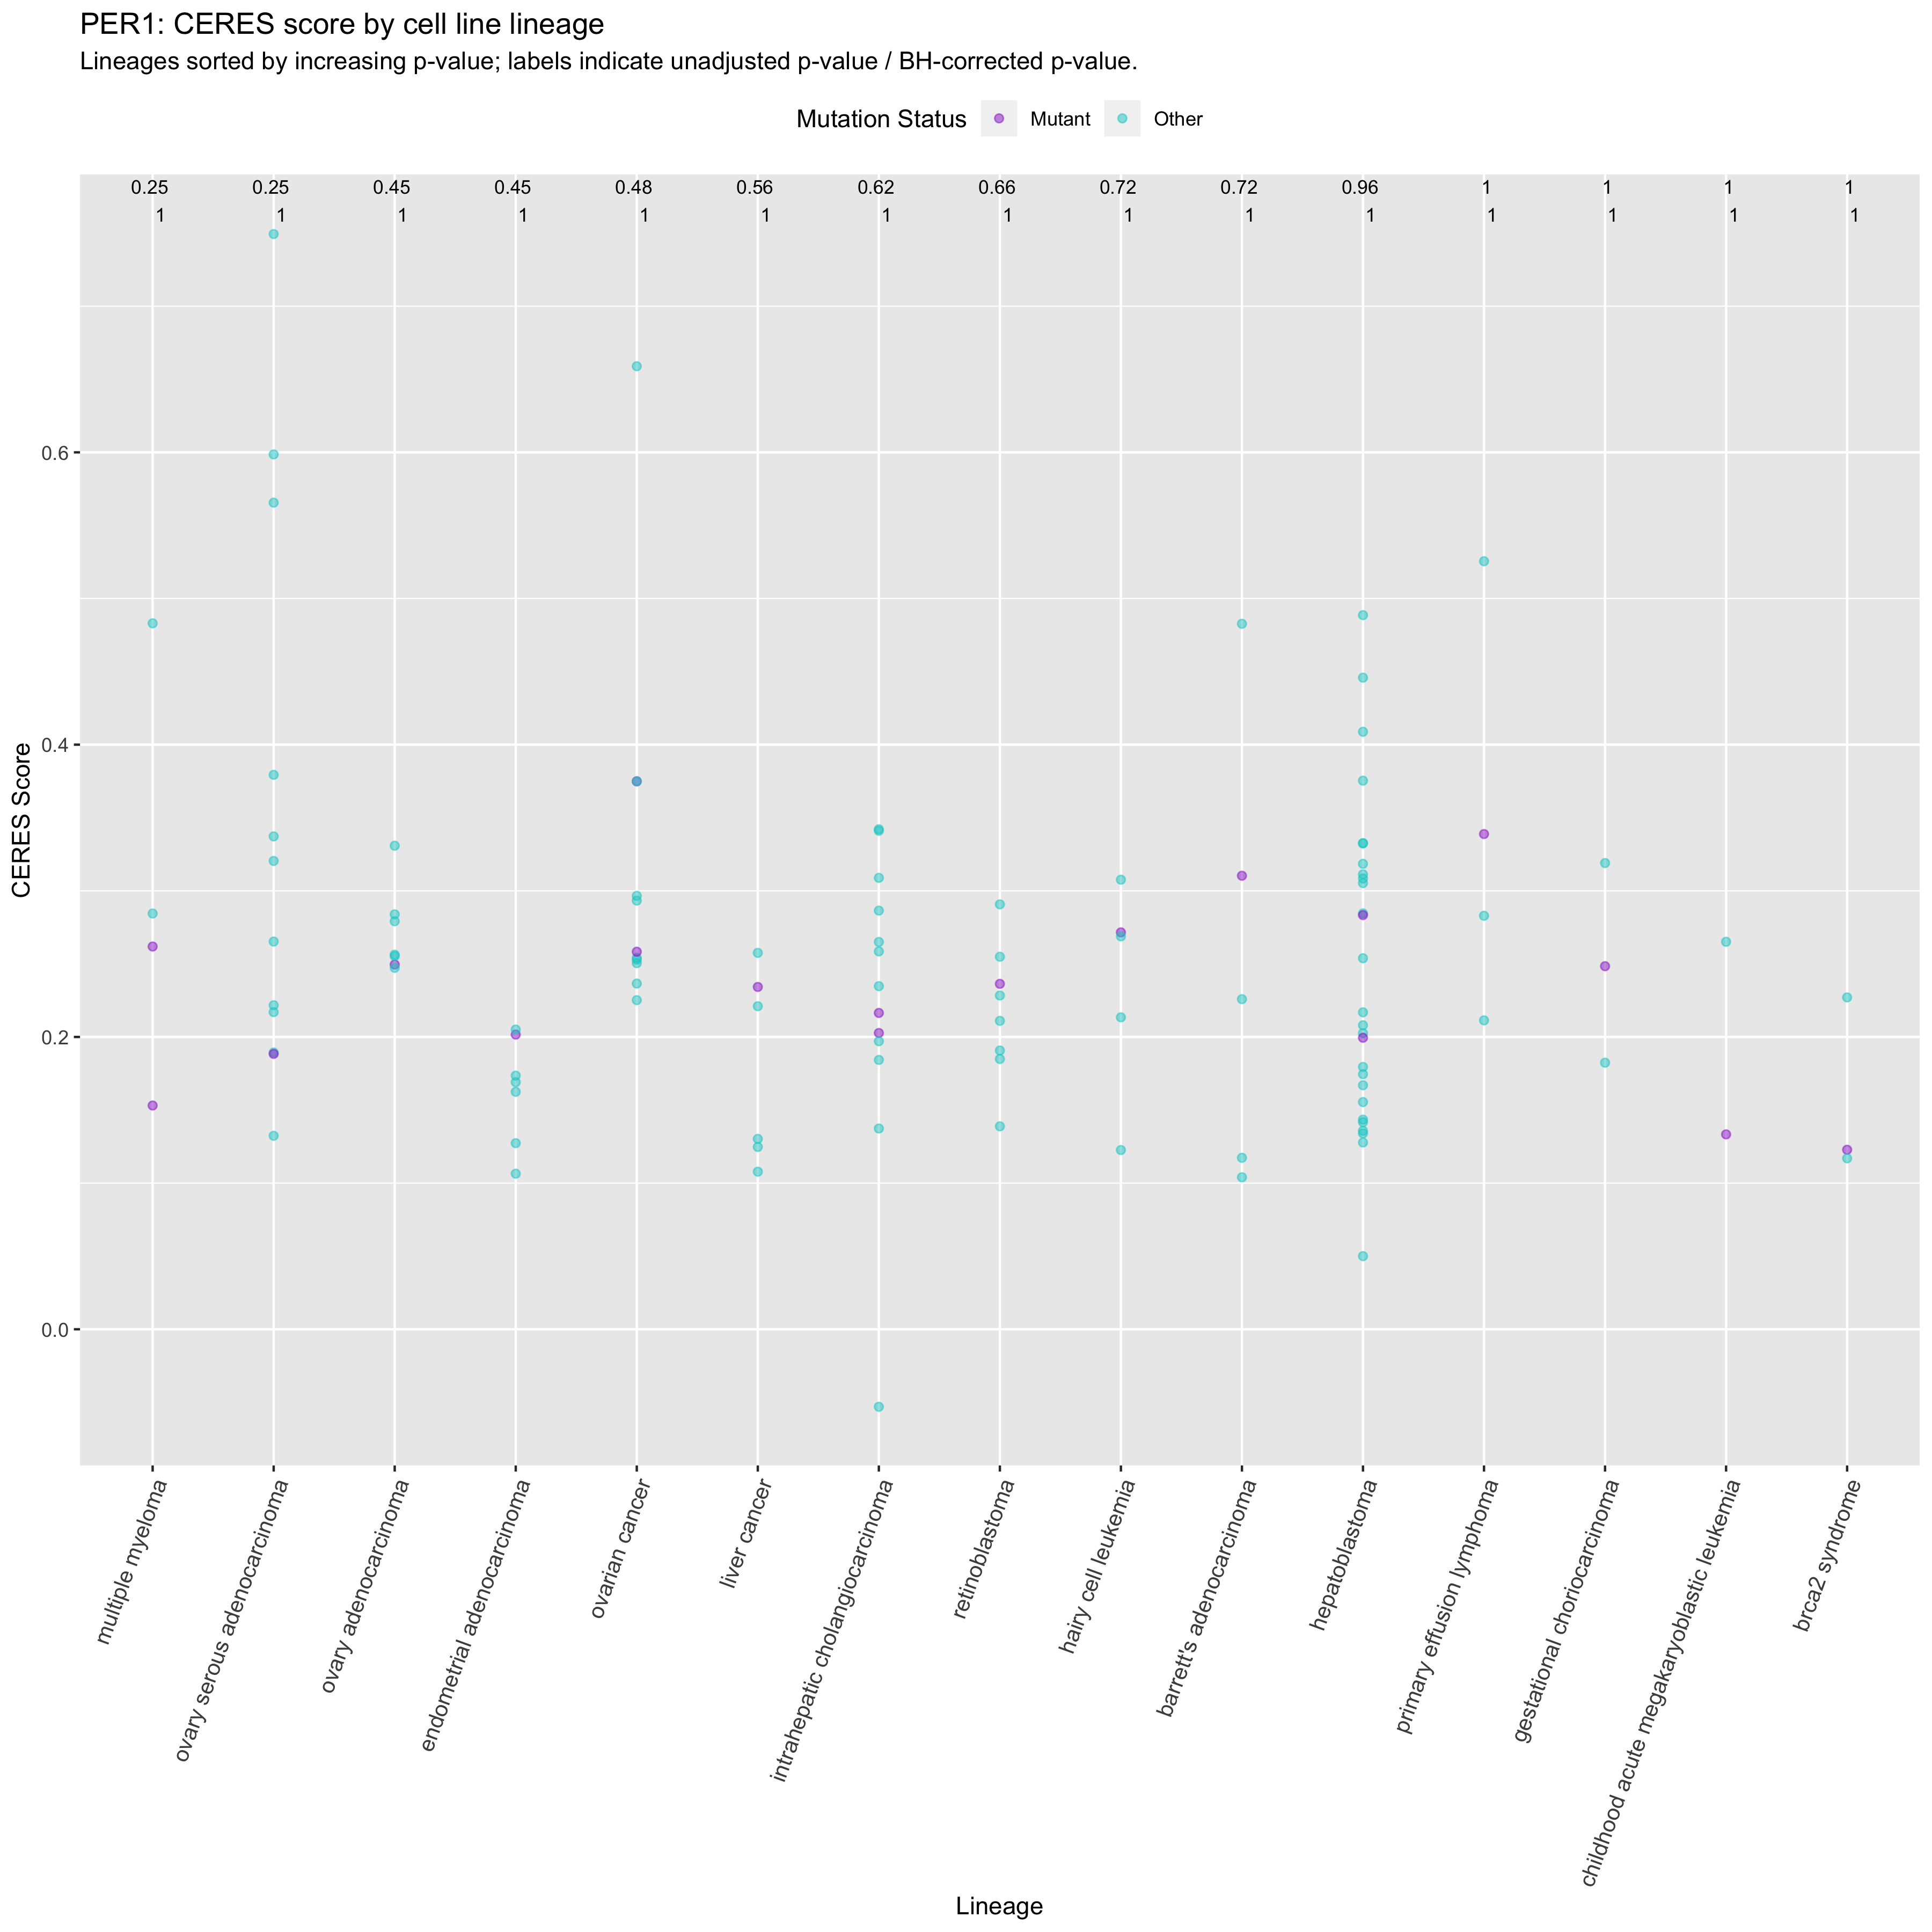 PER1: CERES score by cell line lineage
Lineages sorted by increasing p-value; labels indicate unadjusted p-value / BH-corrected p-value.
Mutation Status Mutant Other
0.25 0.25 0.45 0.45 0.48 0.56 0.62 0.66 0.72 0.72 0.96 1 1 1 1
1 1 1 1 1 1 1 1 1 1 1 1 1 1 1
0.6
0.4
0.2
0.0
CERES Score
multiple myeloma
ovary serous adenocarcinoma
ovary adenocarcinoma
endometrial adenocarcinoma
ovarian cancer
liver cancer
intrahepatic cholangiocarcinoma
retinoblastoma
hairy cell leukemia
barrett's adenocarcinoma
hepatoblastoma
primary effusion lymphoma
gestational choriocarcinoma
childhood acute megakaryoblastic leukemia
brca2 syndrome
Lineage